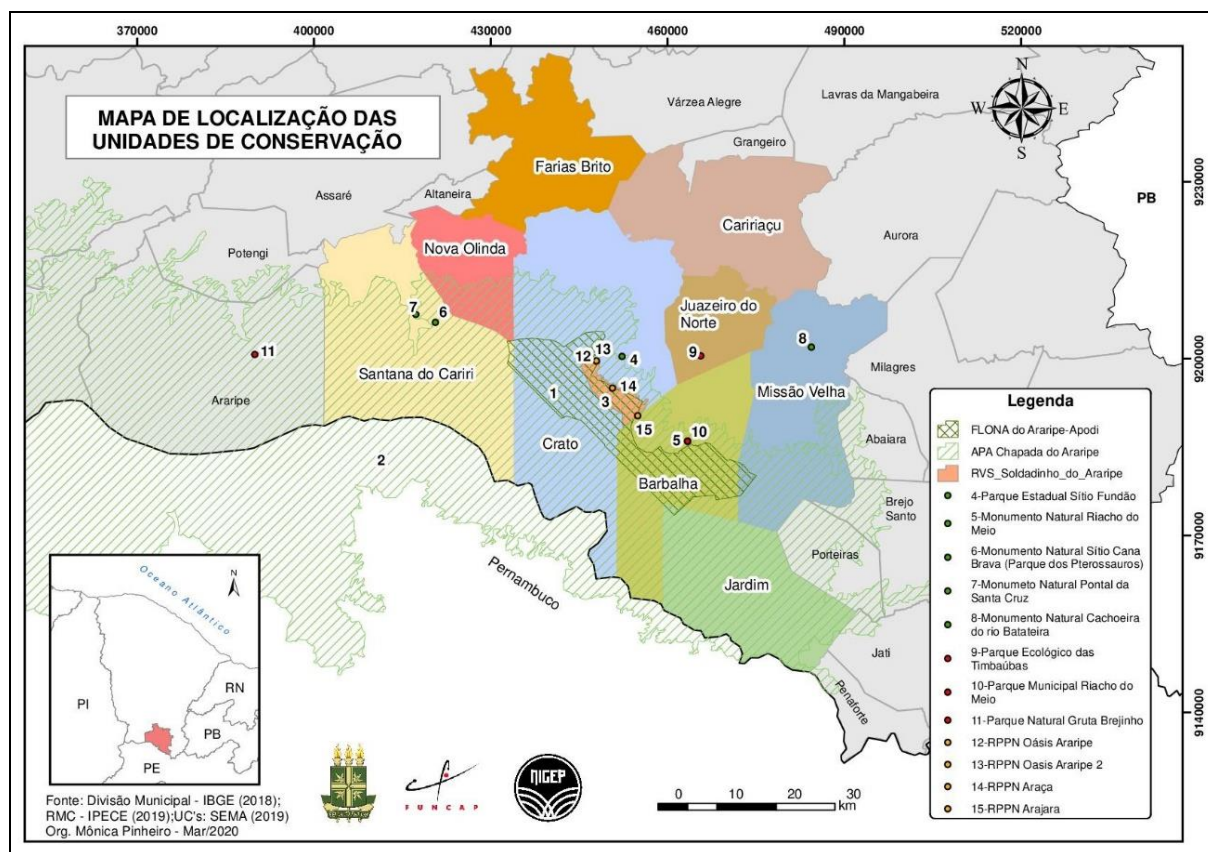 370000 400000 430000 460000 490000 520000
MAPA DE LOCALIZAÇÃO DAS
UNIDADES DE CONSERVAÇÃO
N
W E
S
Várzea Alegre
Lavras da Mangabeira
Grangeiro
Farias Brito
9230000
PB
Assaré
Altaneira
Caririaçu
Aurora
Nova Olinda
Potengi
Juazeiro do
Norte
7
6
8
13
12
4
9
11
9200000
Milagres
Santana do Cariri
14
1
3
Missão Velha
Araripe
15
10
5
Crato
2
Barbalha
Abaiara
Brejo
Santo
Porteiras
9170000
Pernambuco
Jardim
Jati
Penaforte
9140000
Legenda
FLONA do Araripe-Apodi
APA Chapada do Araripe
RVS_Soldadinho_do_Araripe
4-Parque Estadual Sítio Fundão
5-Monumento Natural Riacho do
Meio
6-Monumento Natural Sítio Cana
Brava (Parque dos Pterossauros)
7-Monumeto Natural Pontal da
Santa Cruz
8-Monumento Natural Cachoeira
do rio Batateira
9-Parque Ecológico das
Timbaúbas
10-Parque Municipal Riacho do
Meio
11-Parque Natural Gruta Brejinho
12-RPPN Oásis Araripe
13-RPPN Oasis Araripe 2
14-RPPN Araça
15-RPPN Arajara
Oceano Atlântico
N
PI
RN
PB
PE
FUNCAP
NIGEP
0 10 20 30
km
Fonte: Divisão Municipal - IBGE (2018);
RMC - IPECE (2019);UC's: SEMA (2019)
Org. Mônica Pinheiro - Mar/2020